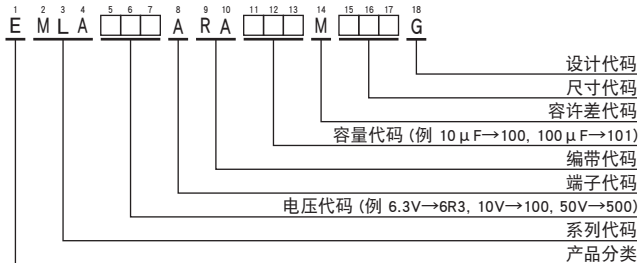 1 2 3 4 5 6 7 8 9 10 11 12 13 14 15 16 17 18
E M L A □□□ A R A □□□ M □□□ G
设计代码
尺寸代码
容许差代码
容量代码 (例 10μF→100, 100μF→101)
编带代码
端子代码
电压代码 (例 6.3V→6R3, 10V→100, 50V→500)
系列代码
产品分类